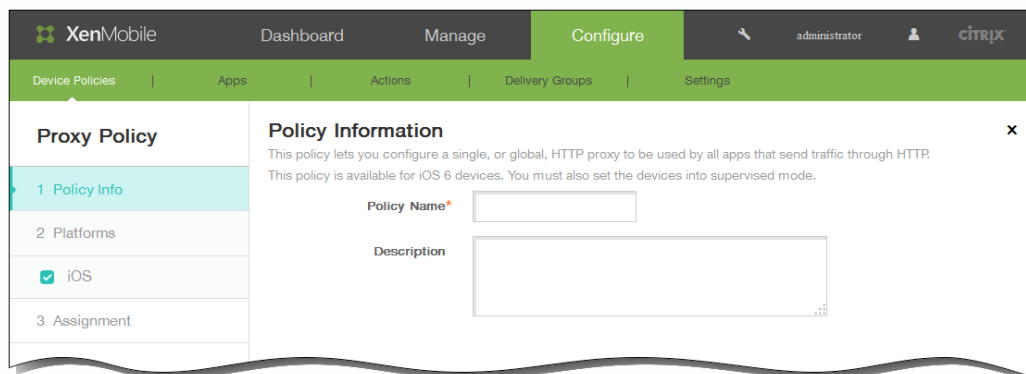 XenMobile Dashboard Manage Configure administrator CİTRIX
Device Policies | Apps | Actions | Delivery Groups | Settings
Proxy Policy
1 Policy Info
2 Platforms
iOS
3 Assignment
Policy Information
This policy lets you configure a single, or global, HTTP proxy to be used by all apps that send traffic through HTTP.
This policy is available for iOS 6 devices. You must also set the devices into supervised mode.
Policy Name*
Description